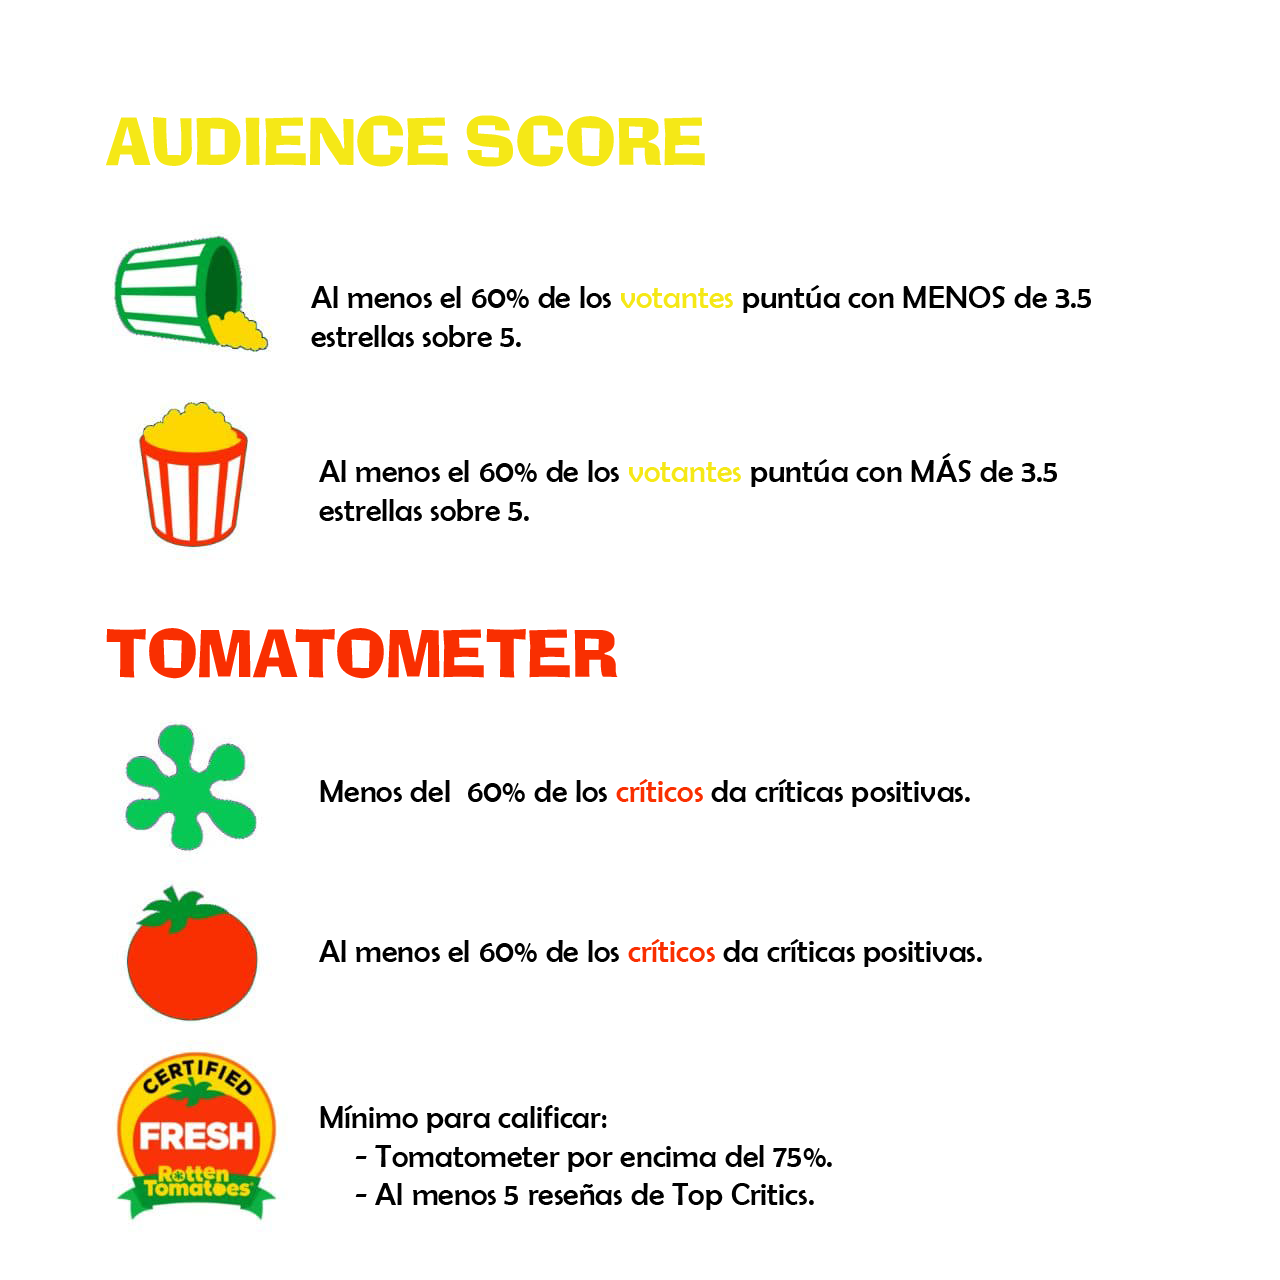 AUDIENCE SCORE
Al menos el 60% de los votantes puntúa con MENOS de 3.5
estrellas sobre 5.
Al menos el 60% de los votantes puntúa con MÁS de 3.5
estrellas sobre 5.
TOMATOMETER
Menos del  60% de los críticos da críticas positivas.
Al menos el 60% de los críticos da críticas positivas.
CERTIFIED
FRESH
Rotten
Tomatoes
Mínimo para calificar:
- Tomatometer por encima del 75%.
- Al menos 5 reseñas de Top Critics.